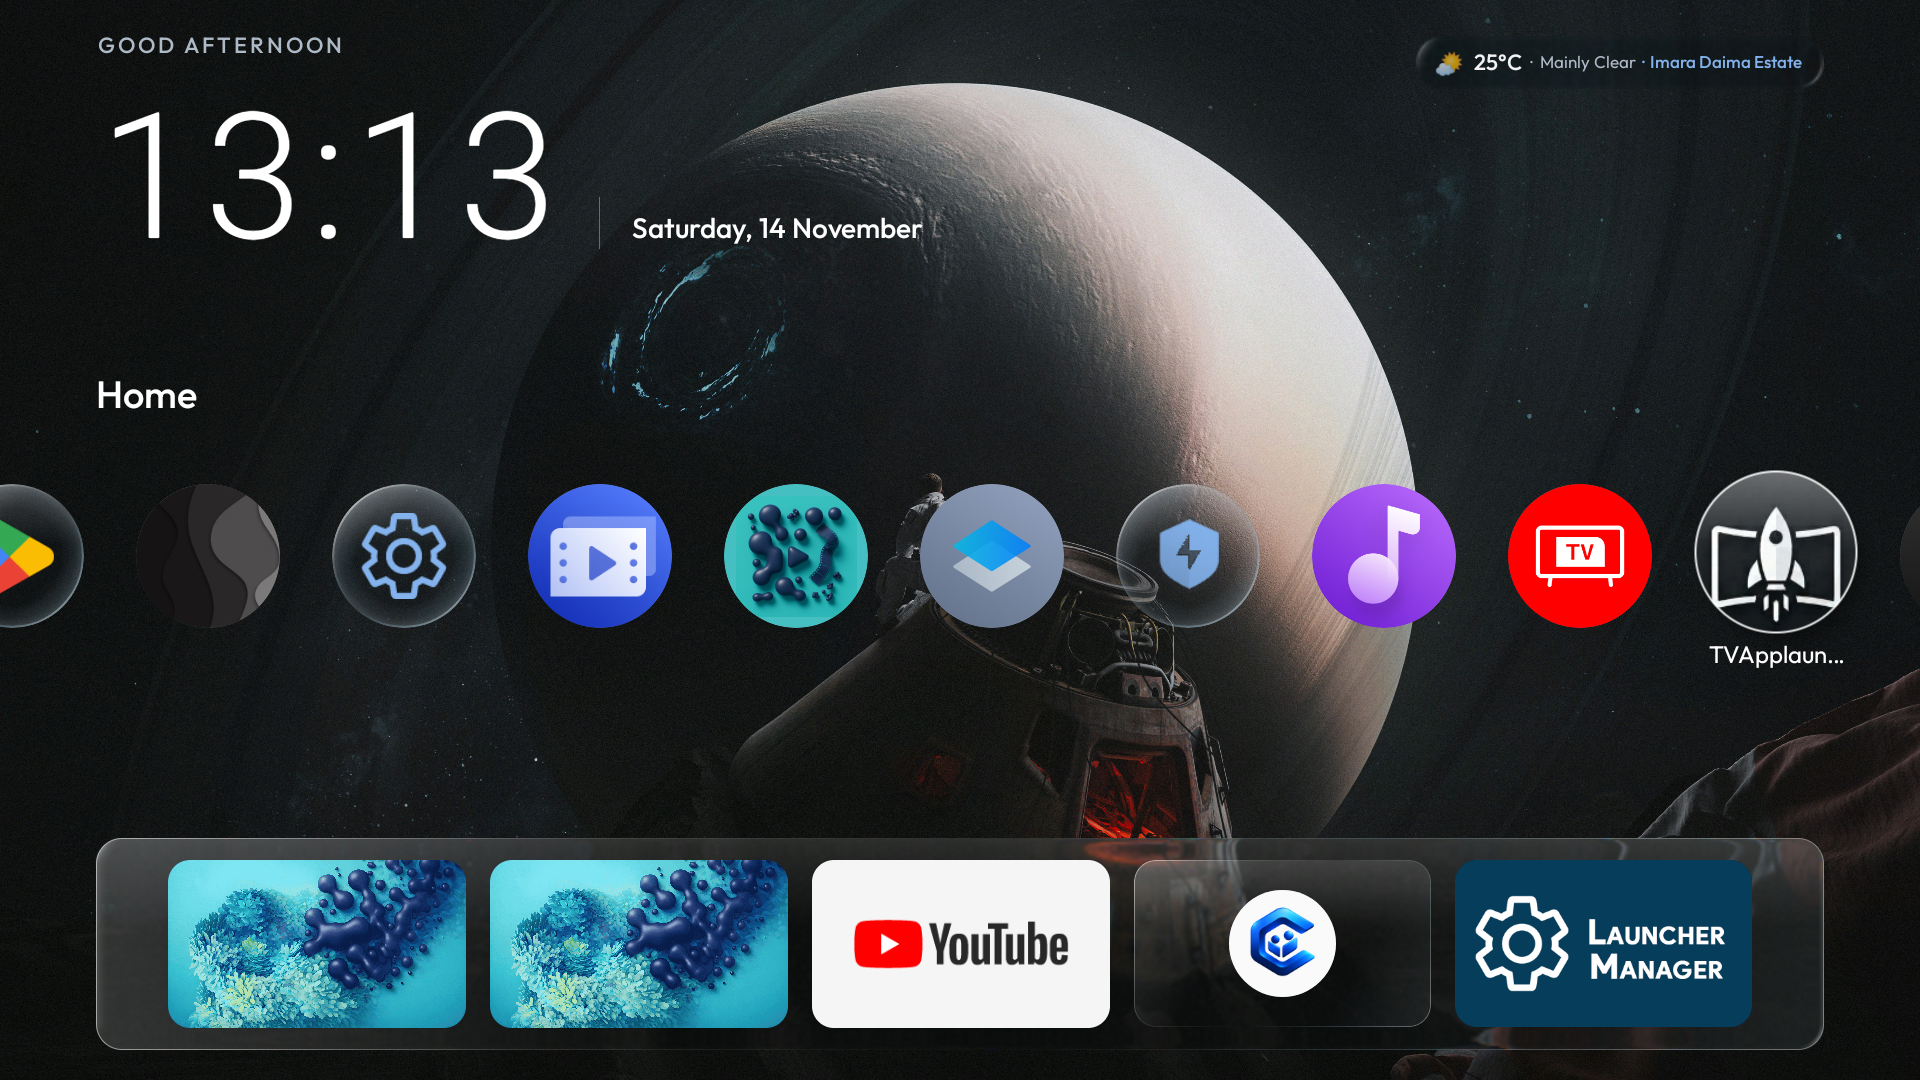 GOOD AFTERNOON
25°C · Mainly Clear · Imara Daima Estate
13:13
Saturday, 14 November
Home
TV
TVApplaun...
YouTube
LAUNCHER
MANAGER